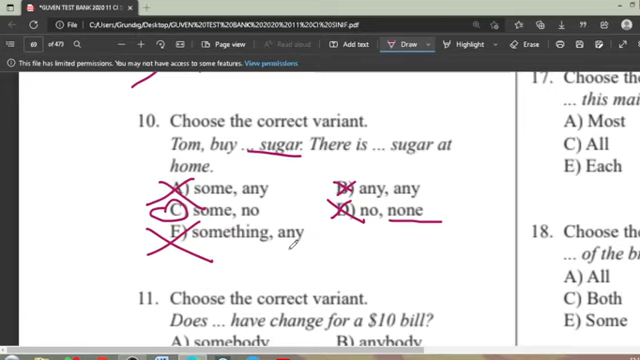 *GUVEN TEST BANK 2020 11 CI SINIF
File | C:/Users/Grundig/Desktop/GUVEN%20TEST%20BANK%202020%2011%20CI%20SINIF.pdf
69 of 473 Page view Add text Draw Highlight
This file has limited permissions. You may not have access to some features. View permissions
10. Choose the correct variant.
Tom, buy ... sugar. There is ... sugar at
home.
A) some, any B) any, any
C) some, no D) no, none
E) something, any
11. Choose the correct variant.
Does ... have change for a $10 bill?
A) somebody B) anybody
17. Choose the
... this mai
A) Most
C) All
E) Each
18. Choose the
... of the bi
A) All
C) Both
E) Some